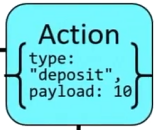 Action
{type:
"deposit",
payload: 10}